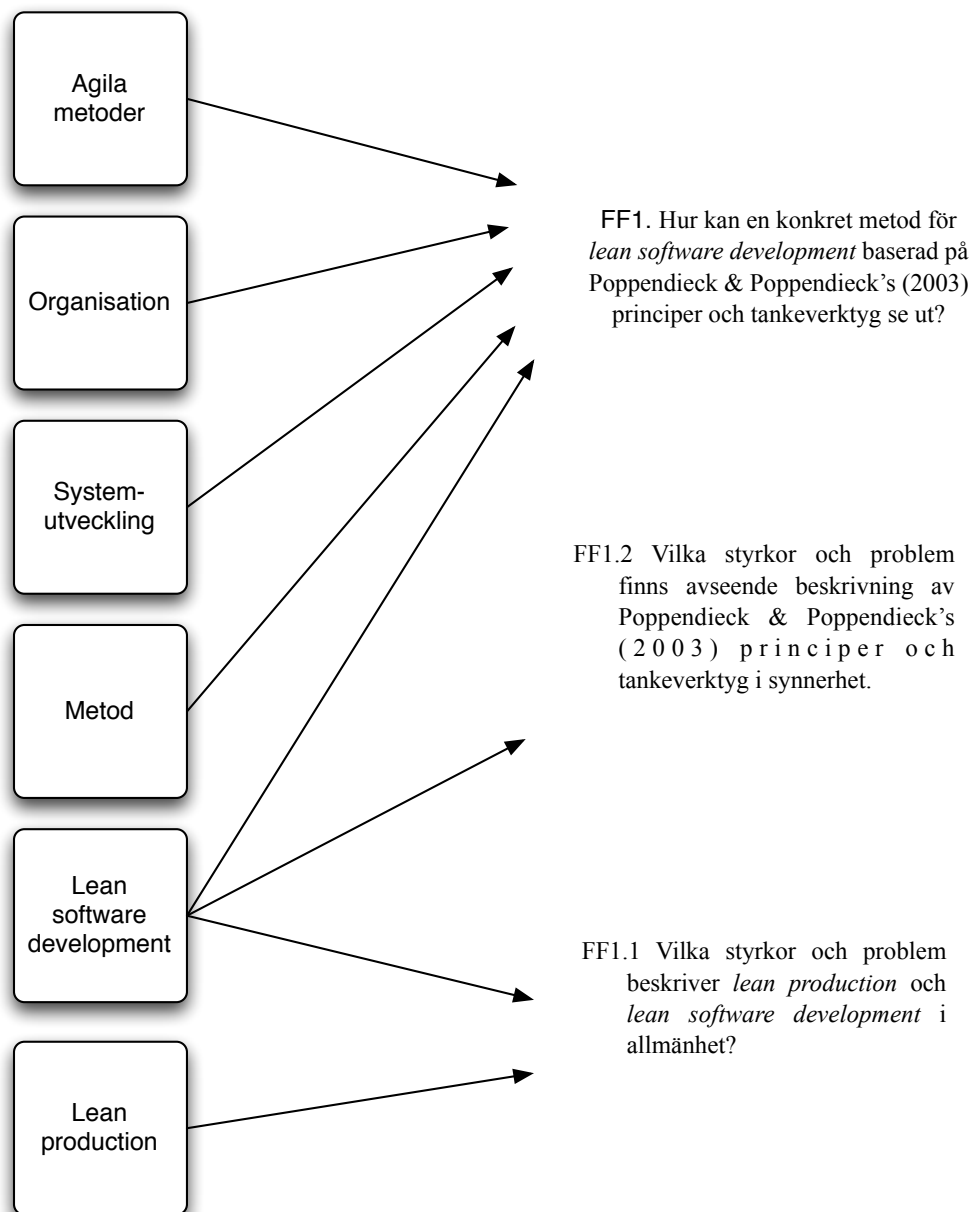 Agila
metoder
Organisation
System-
utveckling
Metod
Lean
software
development
Lean
production
FF1. Hur kan en konkret metod för
lean software development baserad på
Poppendieck & Poppendieck's (2003)
principer och tankeverktyg se ut?
FF1.2 Vilka styrkor och problem
finns avseende beskrivning av
Poppendieck & Poppendieck's
(2003) principer och
tankeverktyg i synnerhet.
FF1.1 Vilka styrkor och problem
beskriver lean production och
lean software development i
allmänhet?